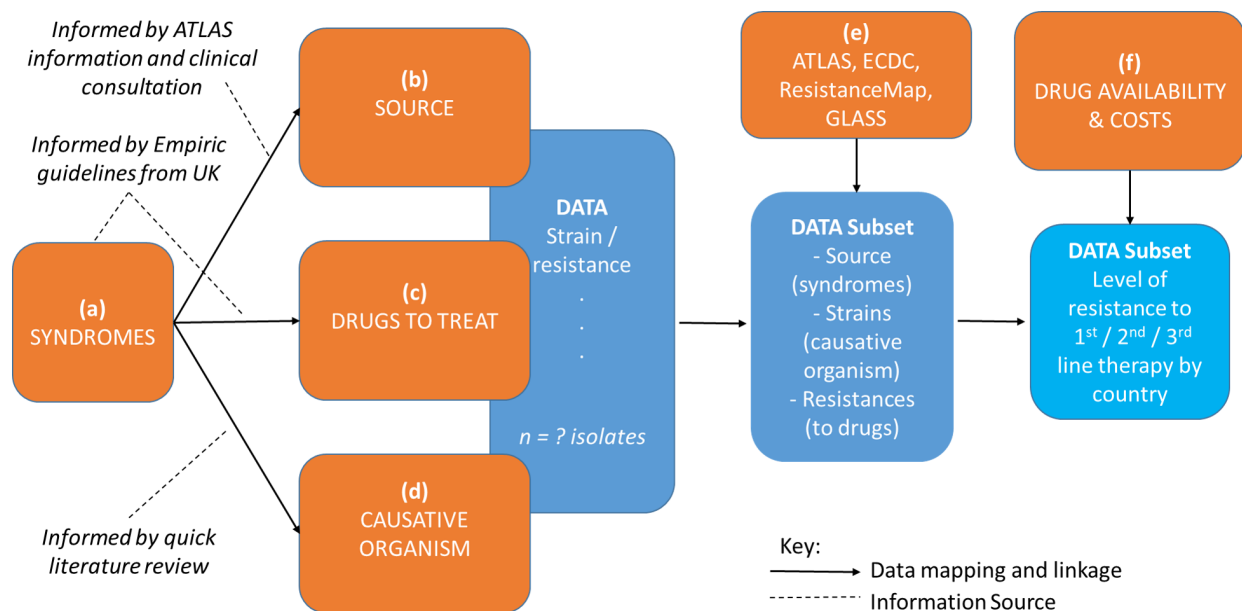 Informed by ATLAS
information and clinical
consultation
Informed by Empiric
guidelines from UK
(a)
SYNDROMES
Informed by quick
literature review
(b)
SOURCE
(c)
DRUGS TO TREAT
(d)
CAUSATIVE
ORGANISM
DATA
Strain /
resistance
.
.
.
.
n = ? isolates
(e)
ATLAS, ECDC,
ResistanceMap,
GLASS
DATA Subset
- Source
(syndromes)
- Strains
(causative
organism)
- Resistances
(to drugs)
(f)
DRUG AVAILABILITY
& COSTS
DATA Subset
Level of
resistance to
1st / 2nd / 3rd
line therapy by
country
Key:
Data mapping and linkage
Information Source